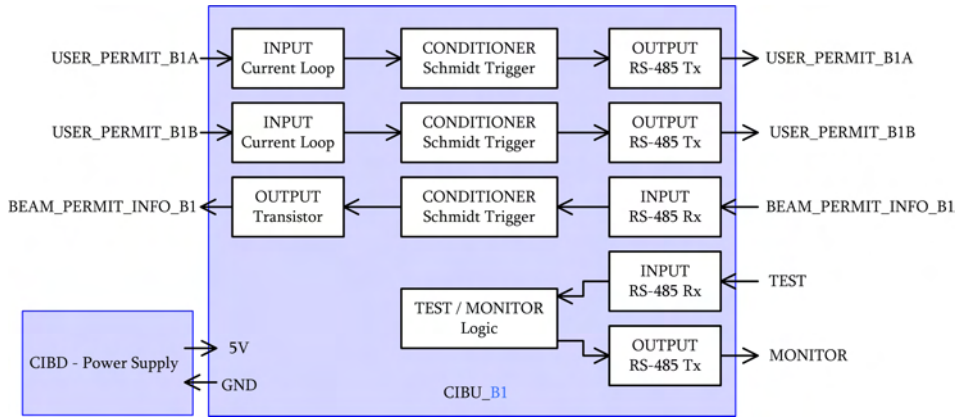 USER_PERMIT_B1A
INPUT
Current Loop
CONDITIONER
Schmidt Trigger
OUTPUT
RS-485 Tx
USER_PERMIT_B1A
USER_PERMIT_B1B
INPUT
Current Loop
CONDITIONER
Schmidt Trigger
OUTPUT
RS-485 Tx
USER_PERMIT_B1B
BEAM_PERMIT_INFO_B1
OUTPUT
Transistor
CONDITIONER
Schmidt Trigger
INPUT
RS-485 Rx
BEAM_PERMIT_INFO_B1
INPUT
RS-485 Rx
TEST
TEST / MONITOR
Logic
OUTPUT
RS-485 Tx
MONITOR
CIBD - Power Supply
5V
GND
CIBU_B1